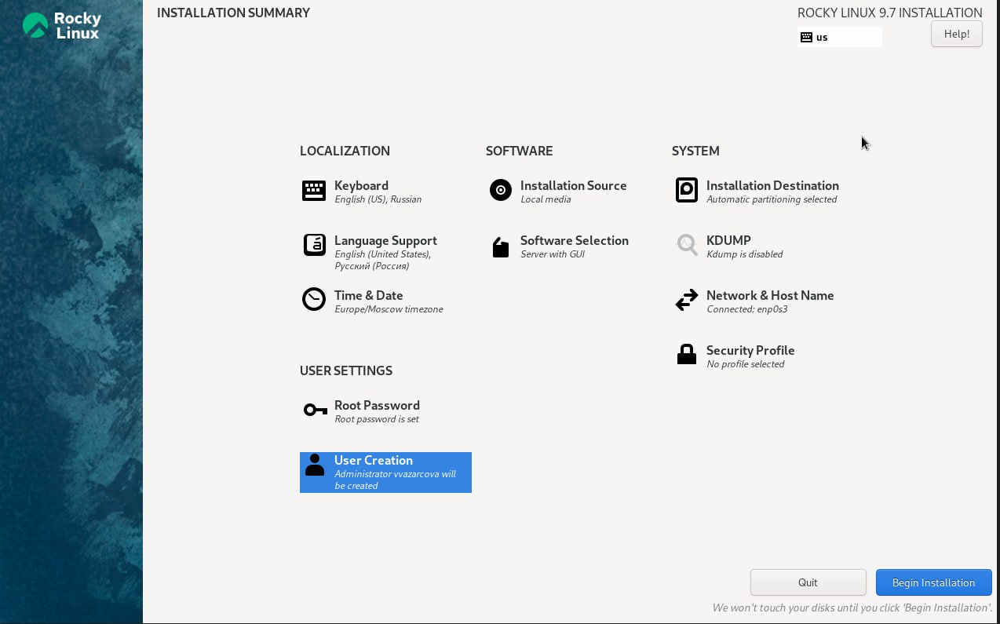 Rocky
Linux
INSTALLATION SUMMARY
ROCKY LINUX 9.7 INSTALLATION
us
Help!
LOCALIZATION
Keyboard
English (US), Russian
Language Support
English (United States),
Русский (Россия)
Time & Date
Europe/Moscow timezone
SOFTWARE
Installation Source
Local media
Software Selection
Server with GUI
SYSTEM
Installation Destination
Automatic partitioning selected
KDUMP
Kdump is disabled
Network & Host Name
Connected: enp0s3
Security Profile
No profile selected
USER SETTINGS
Root Password
Root password is set
User Creation
Administrator vvazarcova will
be created
Quit
Begin Installation
We won't touch your disks until you click 'Begin Installation'.